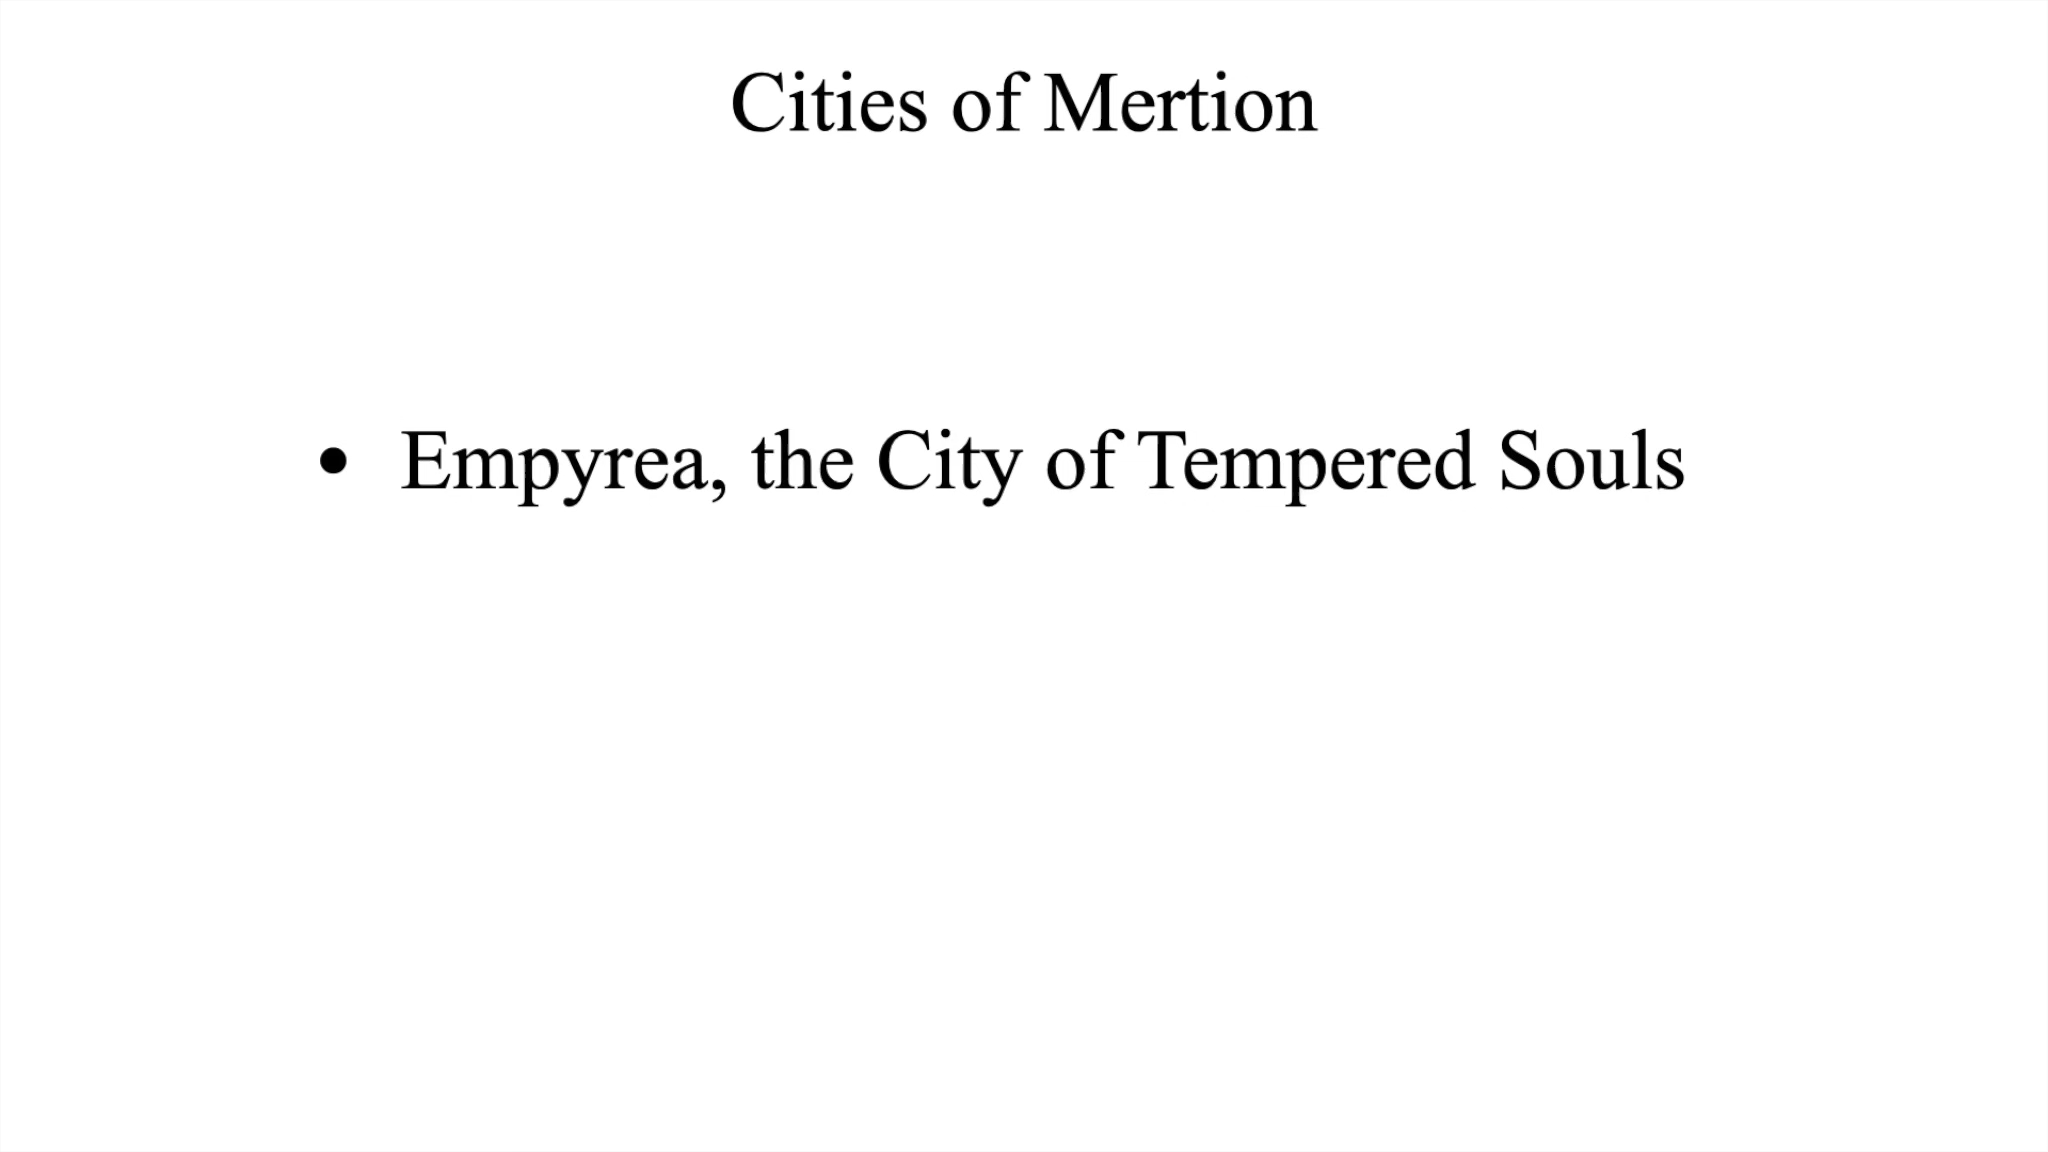 Cities of Mertion
• Empyrea, the City of Tempered Souls